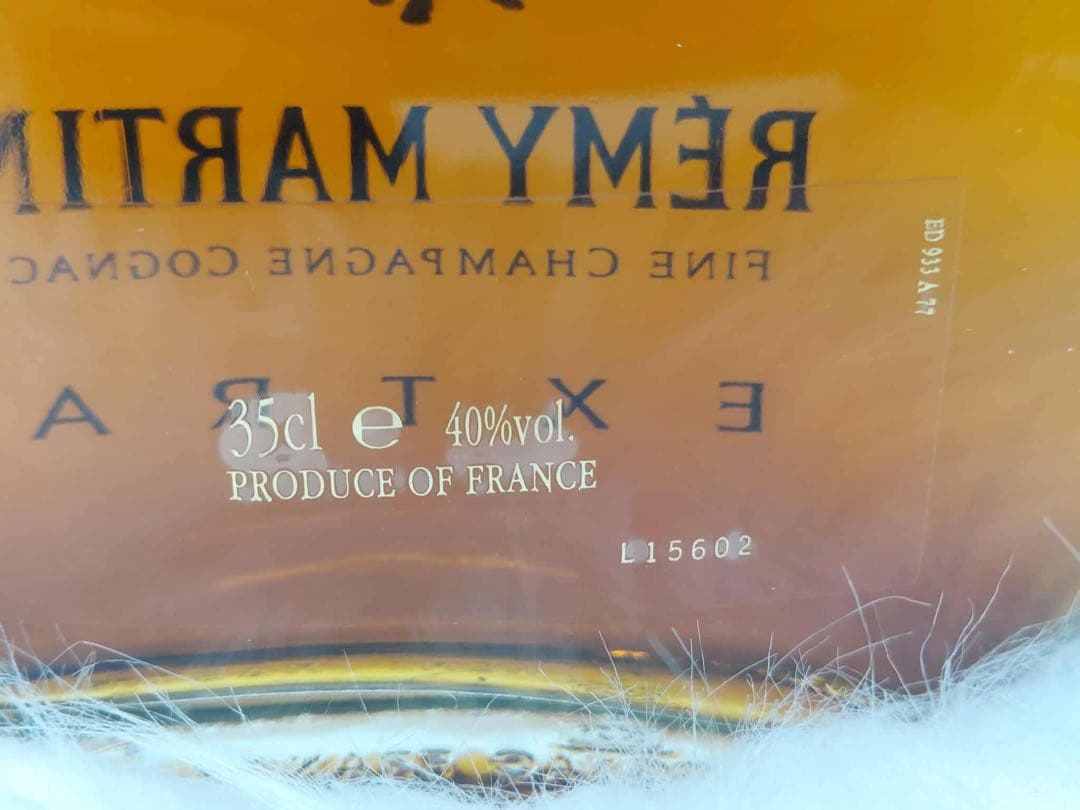 RÉMY MARTIN
FINE CHAMPAGNE COGNAC
EXTRA
35cl e 40%vol.
PRODUCE OF FRANCE
L15602
ED 933 A 77